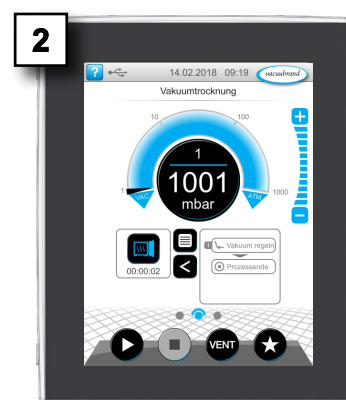 2
? 14.02.2018 09:19 vacuubrand
Vakuumtrocknung
10 100
1 1000
VAC ATM
1
1001
mbar
+
-
1 Vakuum regeln
Prozessende
00:00:02
<
VENT